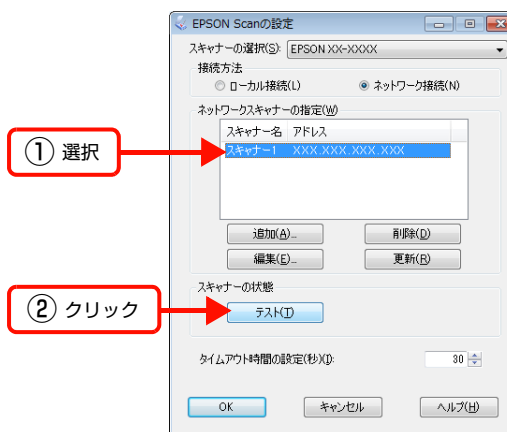 EPSON Scanの設定
スキャナーの選択(S): EPSON XX-XXXX
接続方法
ローカル接続(L) ネットワーク接続(N)
ネットワークスキャナーの指定(W)
スキャナー名 アドレス
① 選択
スキャナー1 XXX.XXX.XXX.XXX
追加(A)... 削除(D)
編集(E)... 更新(R)
スキャナーの状態
② クリック
テスト(T)
タイムアウト時間の設定(秒)(I): 30
OK キャンセル ヘルプ(H)